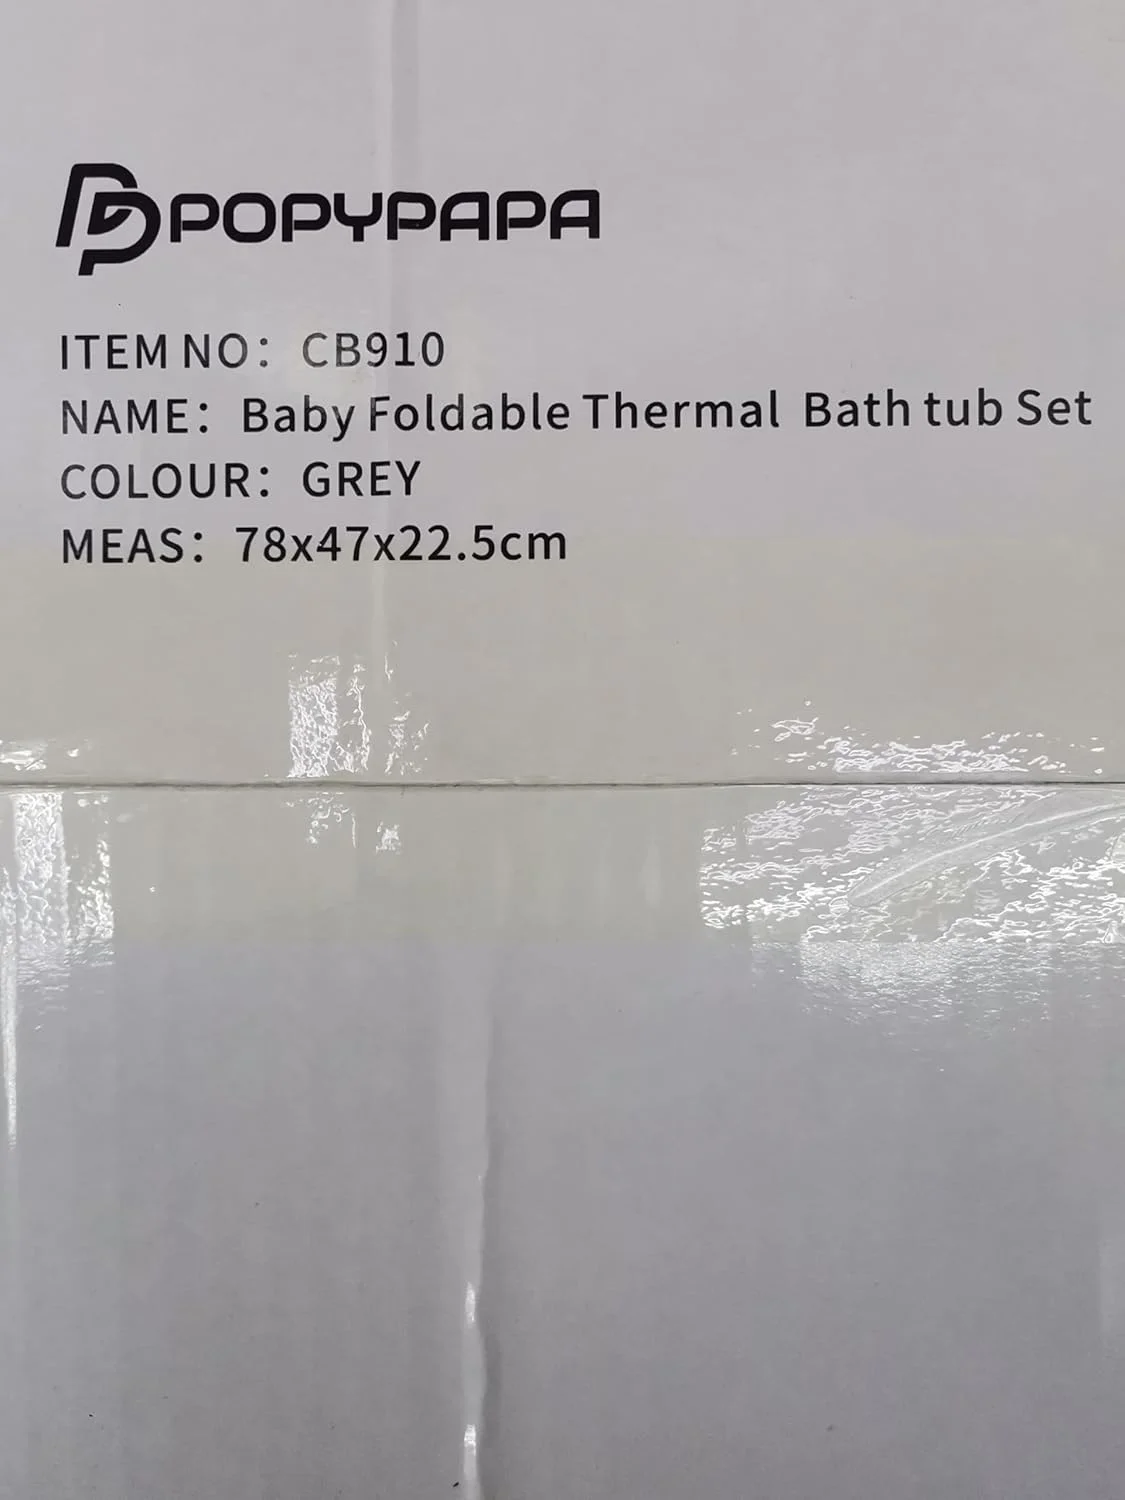 POPYPAPA
ITEM NO: CB910
NAME: Baby Foldable Thermal Bath tub Set
COLOUR: GREY
MEAS: 78x47x22.5cm